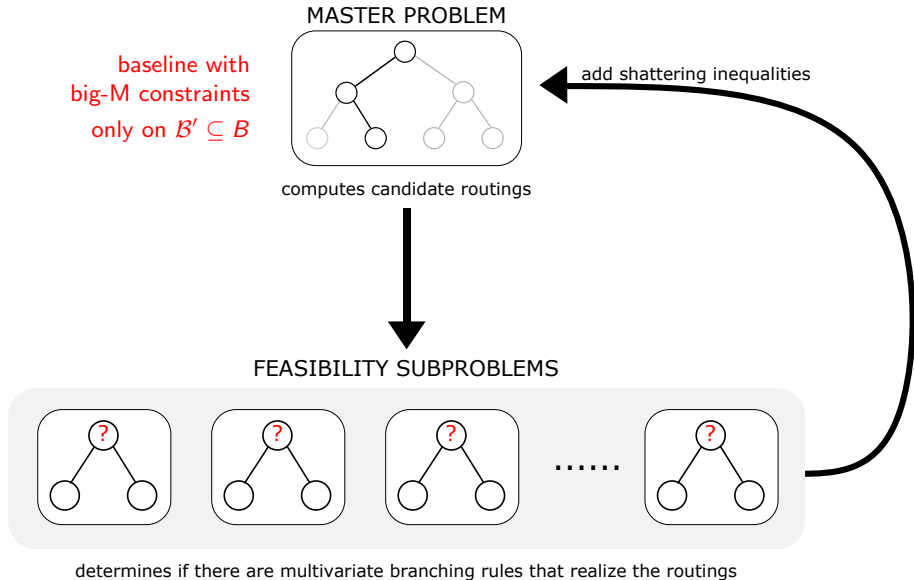 MASTER PROBLEM
baseline with
big-M constraints
only on ℬ′ ⊆ B
add shattering inequalities
computes candidate routings
FEASIBILITY SUBPROBLEMS
? ? ? ...... ?
determines if there are multivariate branching rules that realize the routings